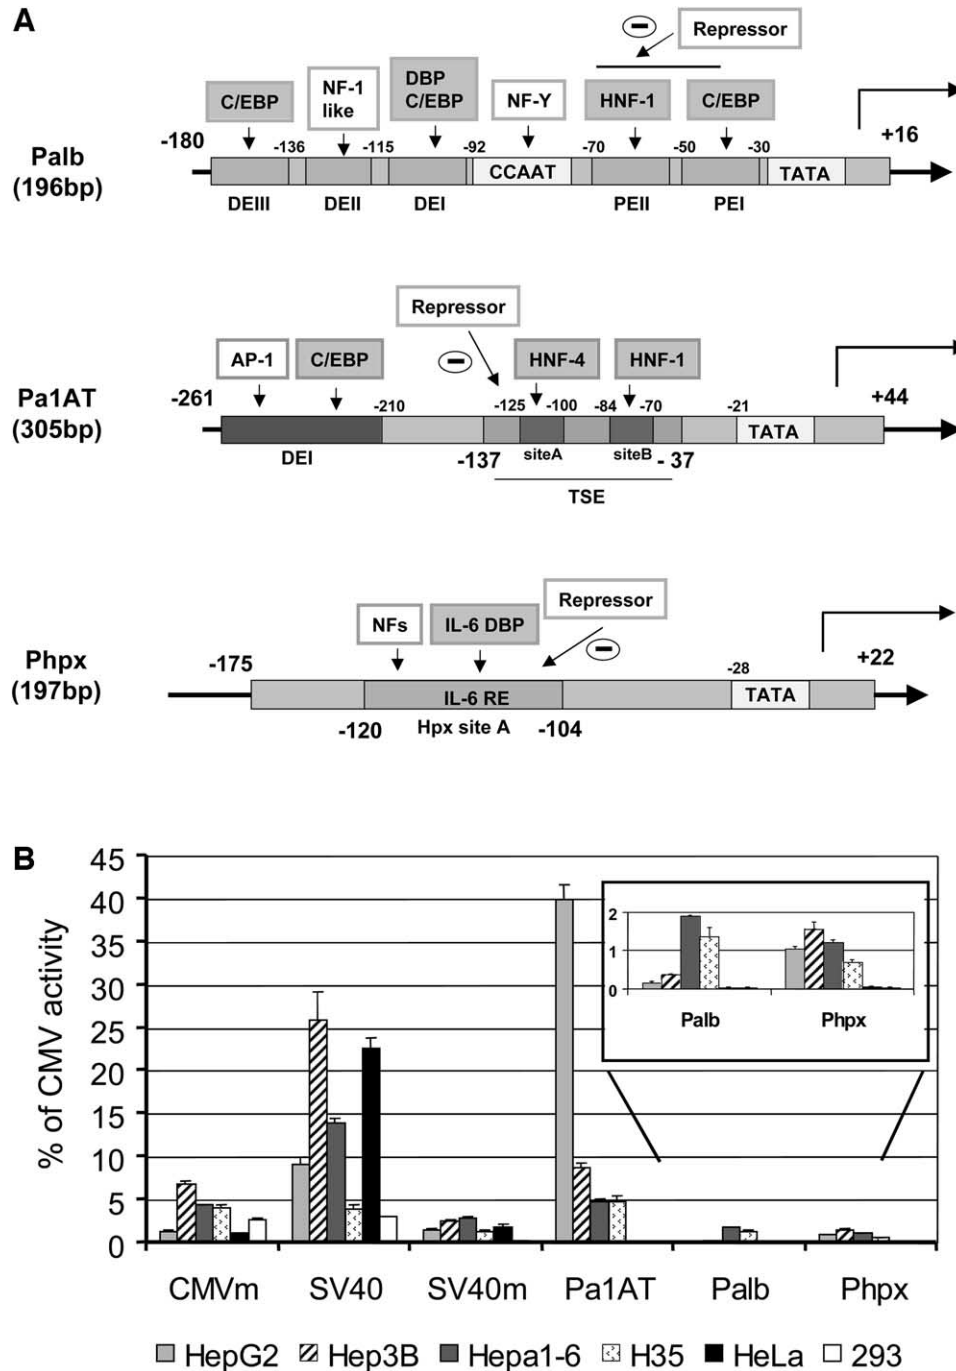 A
Repressor
C/EBP
NF-1
like
DBP
C/EBP
NF-Y
HNF-1
C/EBP
-180
-136
-115
-92
-70
-50
-30
+16
Palb
(196bp)
CCAAT
TATA
DEIII
DEII
DEI
PEII
PEI
Repressor
AP-1
C/EBP
HNF-4
HNF-1
-261
-210
-125
-100
-84
-70
-21
+44
Pa1AT
(305bp)
TATA
DEI
-137
siteA
siteB
- 37
TSE
Repressor
NFs
IL-6 DBP
-175
-28
+22
Phpx
(197bp)
IL-6 RE
TATA
-120
Hpx site A
-104
B
% of CMV activity
45
40
35
30
25
20
15
10
5
0
2
1
0
Palb
Phpx
CMVm
SV40
SV40m
Pa1AT
Palb
Phpx
HepG2
Hep3B
Hepa1-6
H35
HeLa
293